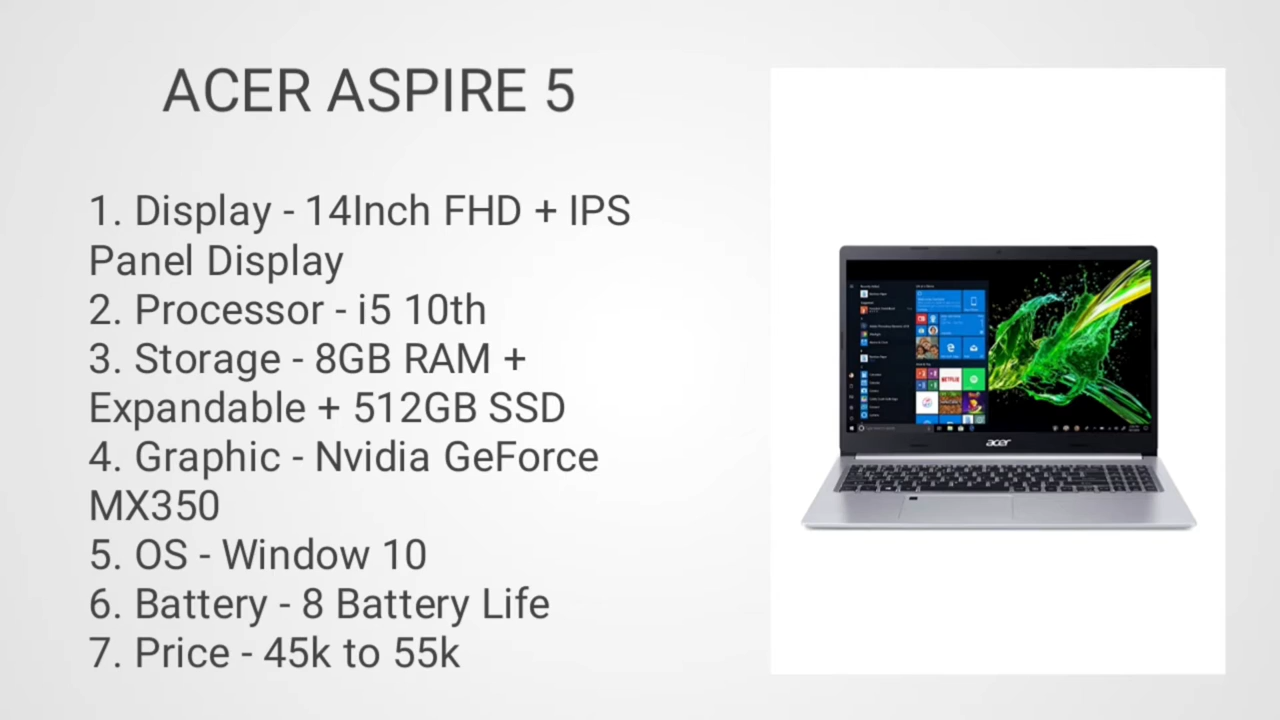 ACER ASPIRE 5
1. Display - 14Inch FHD + IPS
Panel Display
2. Processor - i5 10th
3. Storage - 8GB RAM +
Expandable + 512GB SSD
4. Graphic - Nvidia GeForce
MX350
5. OS - Window 10
6. Battery - 8 Battery Life
7. Price - 45k to 55k
NETFLIX
acer